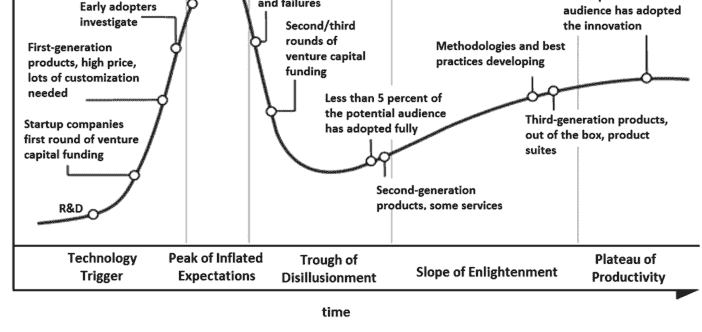 Early adopters
investigate
First-generation
products, high price,
lots of customization
needed
Startup companies
first round of venture
capital funding
R&D
and failures
Second/third
rounds of
venture capital
funding
Less than 5 percent of
the potential audience
has adopted fully
Second-generation
products, some services
Methodologies and best
practices developing
Third-generation products,
out of the box, product
suites
audience has adopted
the innovation
Technology
Trigger
Peak of Inflated
Expectations
Trough of
Disillusionment
Slope of Enlightenment
Plateau of
Productivity
time